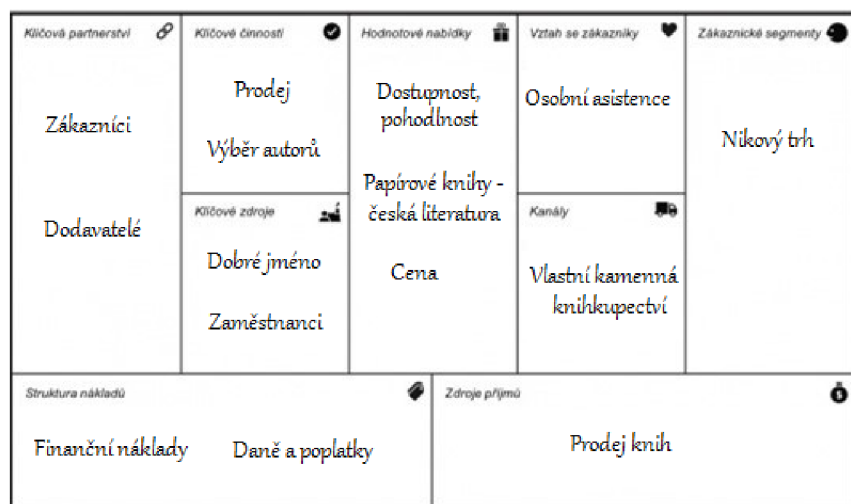 Klíčová partnerství
Zákazníci
Dodavatelé
Klíčové činnosti
Prodej
Výběr autorů
Klíčové zdroje
Dobré jméno
Zaměstnanci
Hodnotové nabídky
Dostupnost,
pohodlnost
Papírové knihy -
česká literatura
Cena
Vztah se zákazníky
Osobní asistence
Kanály
Vlastní kamenná
knihkupectví
Zákaznické segmenty
Nikový trh
Struktura nákladů
Finanční náklady
Daně a poplatky
Zdroje příjmů
Prodej knih